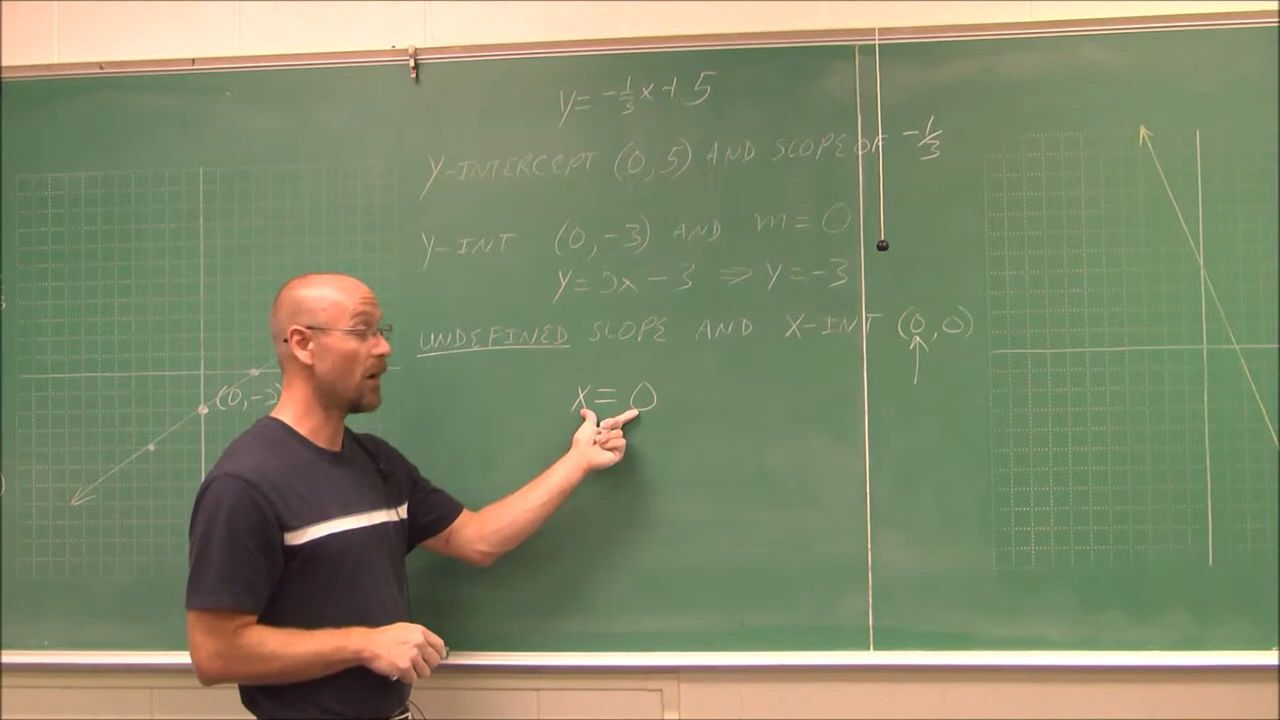 y = -1/3 x + 5
Y-INTERCEPT (0,5) AND SLOPE OF -1/3
Y-INT (0,-3) AND m = 0
y = 0x - 3 ⇒ y = -3
UNDEFINED SLOPE AND X-INT (0,0)
(0,-2)
x = 0